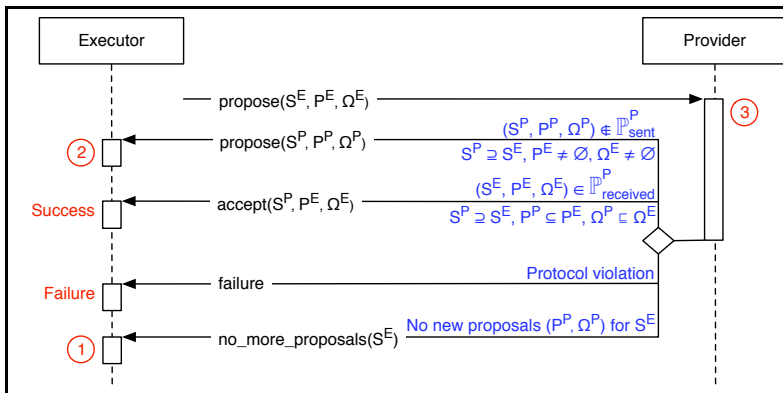 Executor
Provider
propose(S^E, P^E, Ω^E)
③
(S^P, P^P, Ω^P) ∉ ℙ^P_sent
② propose(S^P, P^P, Ω^P)
S^P ⊇ S^E, P^E ≠ ∅, Ω^E ≠ ∅
(S^E, P^E, Ω^E) ∈ ℙ^P_received
Success accept(S^P, P^E, Ω^E)
S^P ⊇ S^E, P^P ⊆ P^E, Ω^P ⊑ Ω^E
Failure failure Protocol violation
① no_more_proposals(S^E) No new proposals (P^P, Ω^P) for S^E